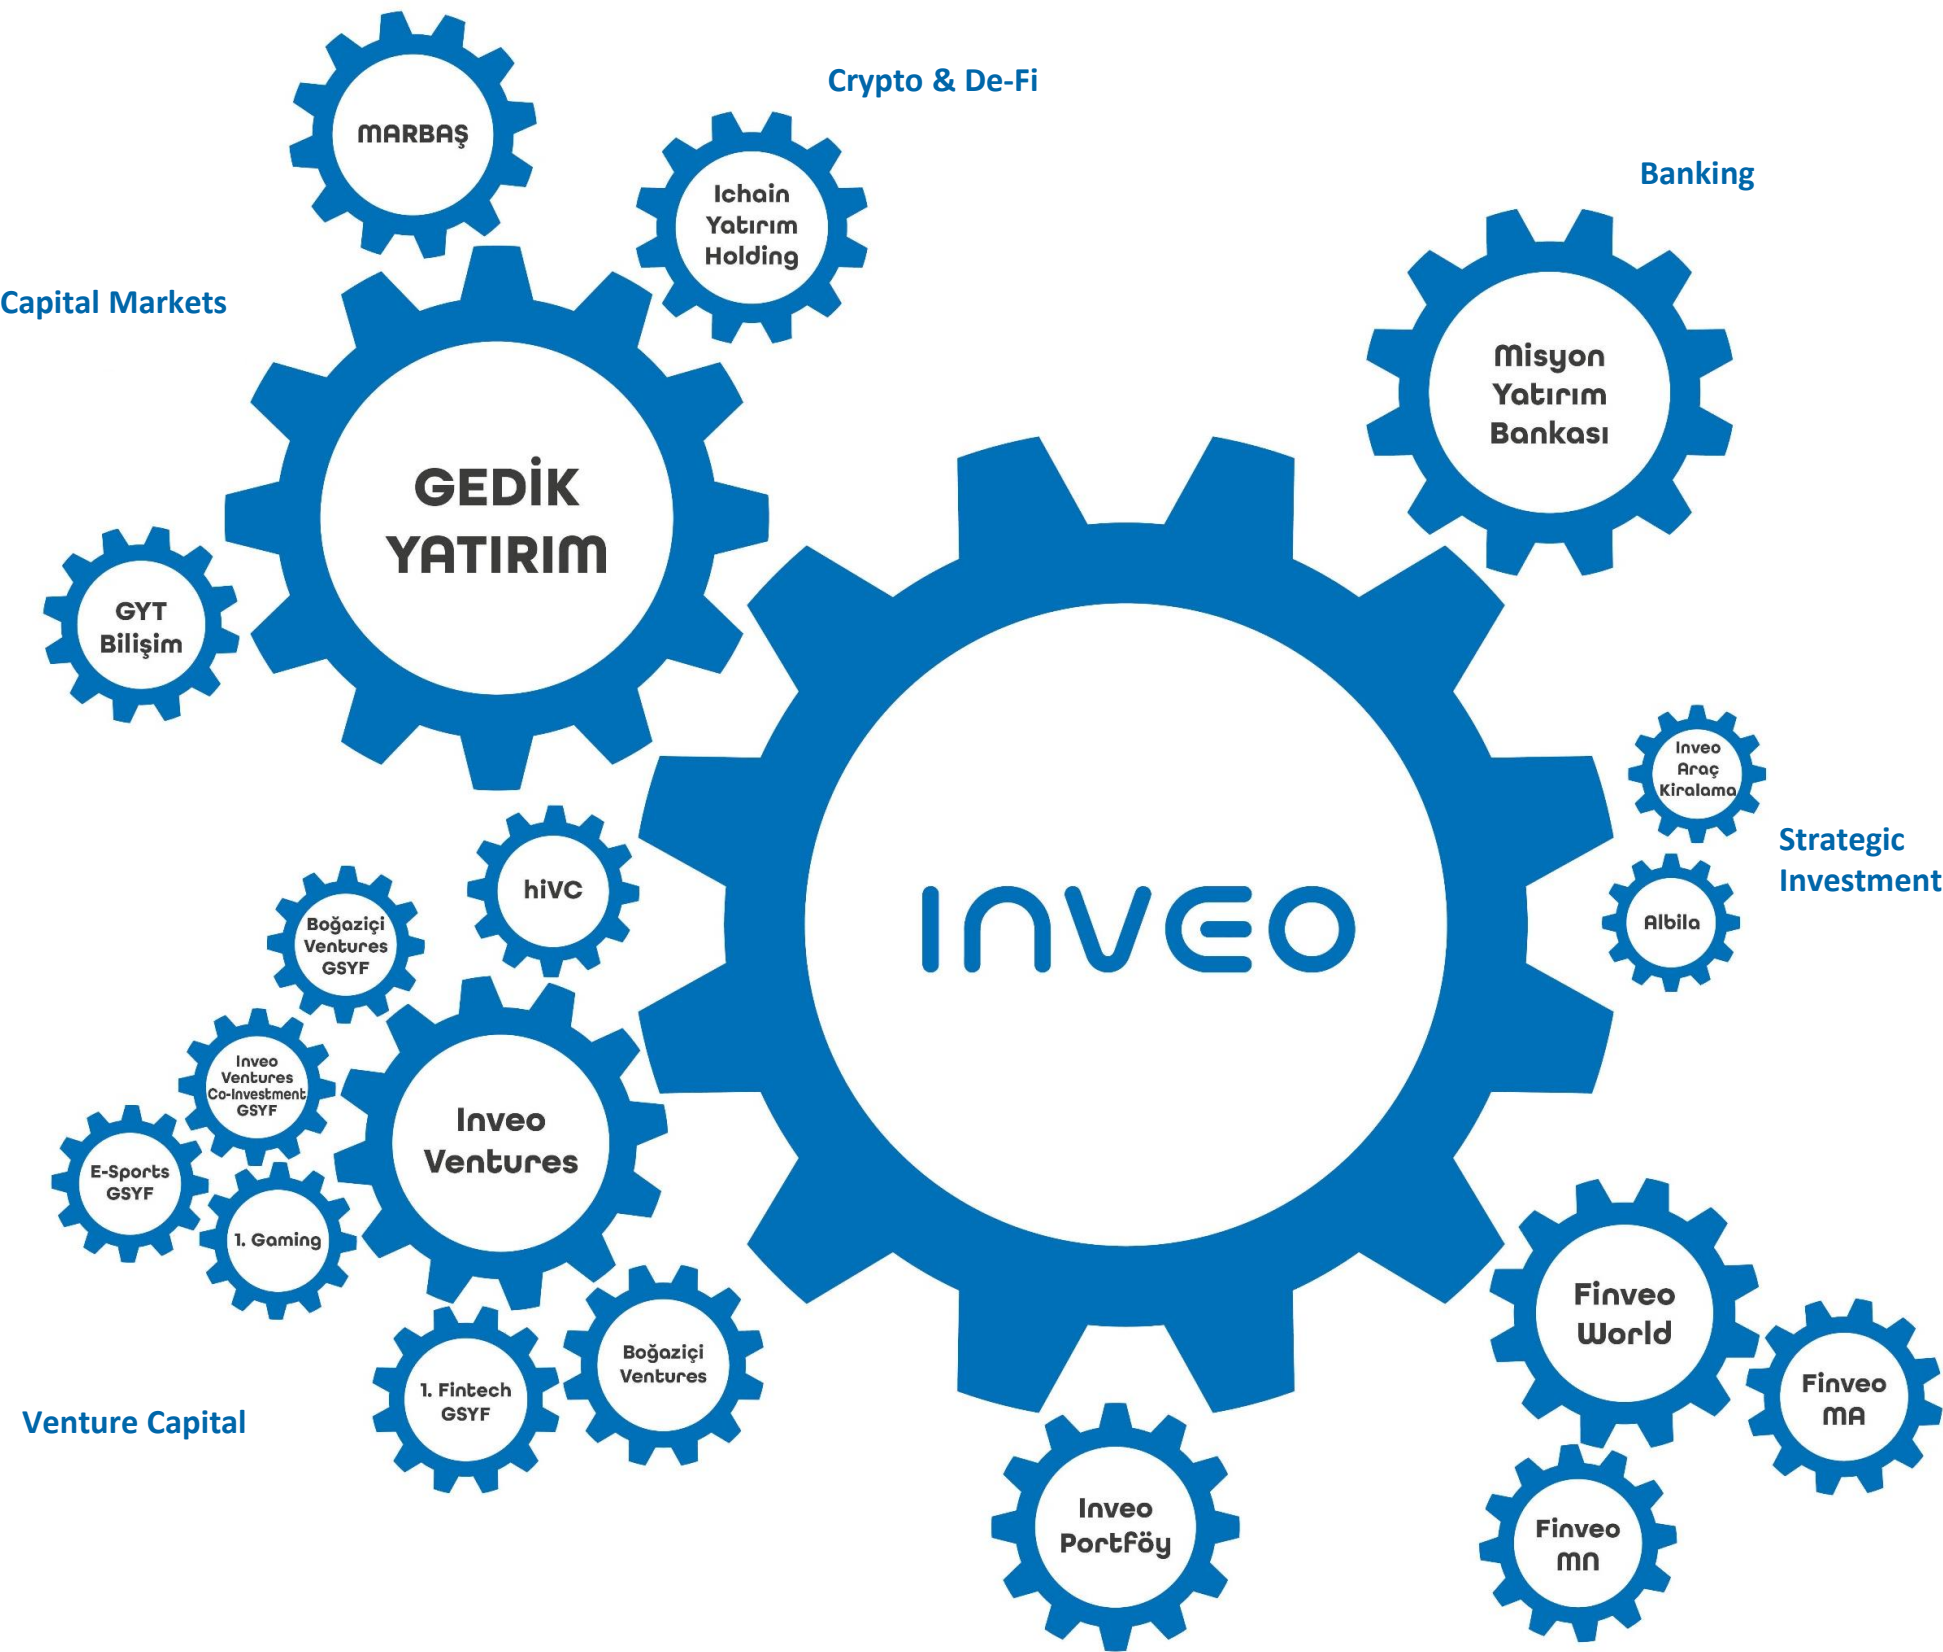 Crypto & De-Fi
MARBAŞ
Banking
Ichain
Yatırım
Holding
Capital Markets
Misyon
Yatırım
Bankası
GEDİK
YATIRIM
GYT
Bilişim
Inveo
Araç
Kiralama
Strategic
Investment
hiVC
Albila
Boğaziçi
Ventures
GSYF
INVEO
Inveo
Ventures
Co-Investment
GSYF
Inveo
Ventures
E-Sports
GSYF
1. Gaming
Finveo
World
Boğaziçi
Ventures
1. Fintech
GSYF
Finveo
MA
Venture Capital
Inveo
Portföy
Finveo
MN